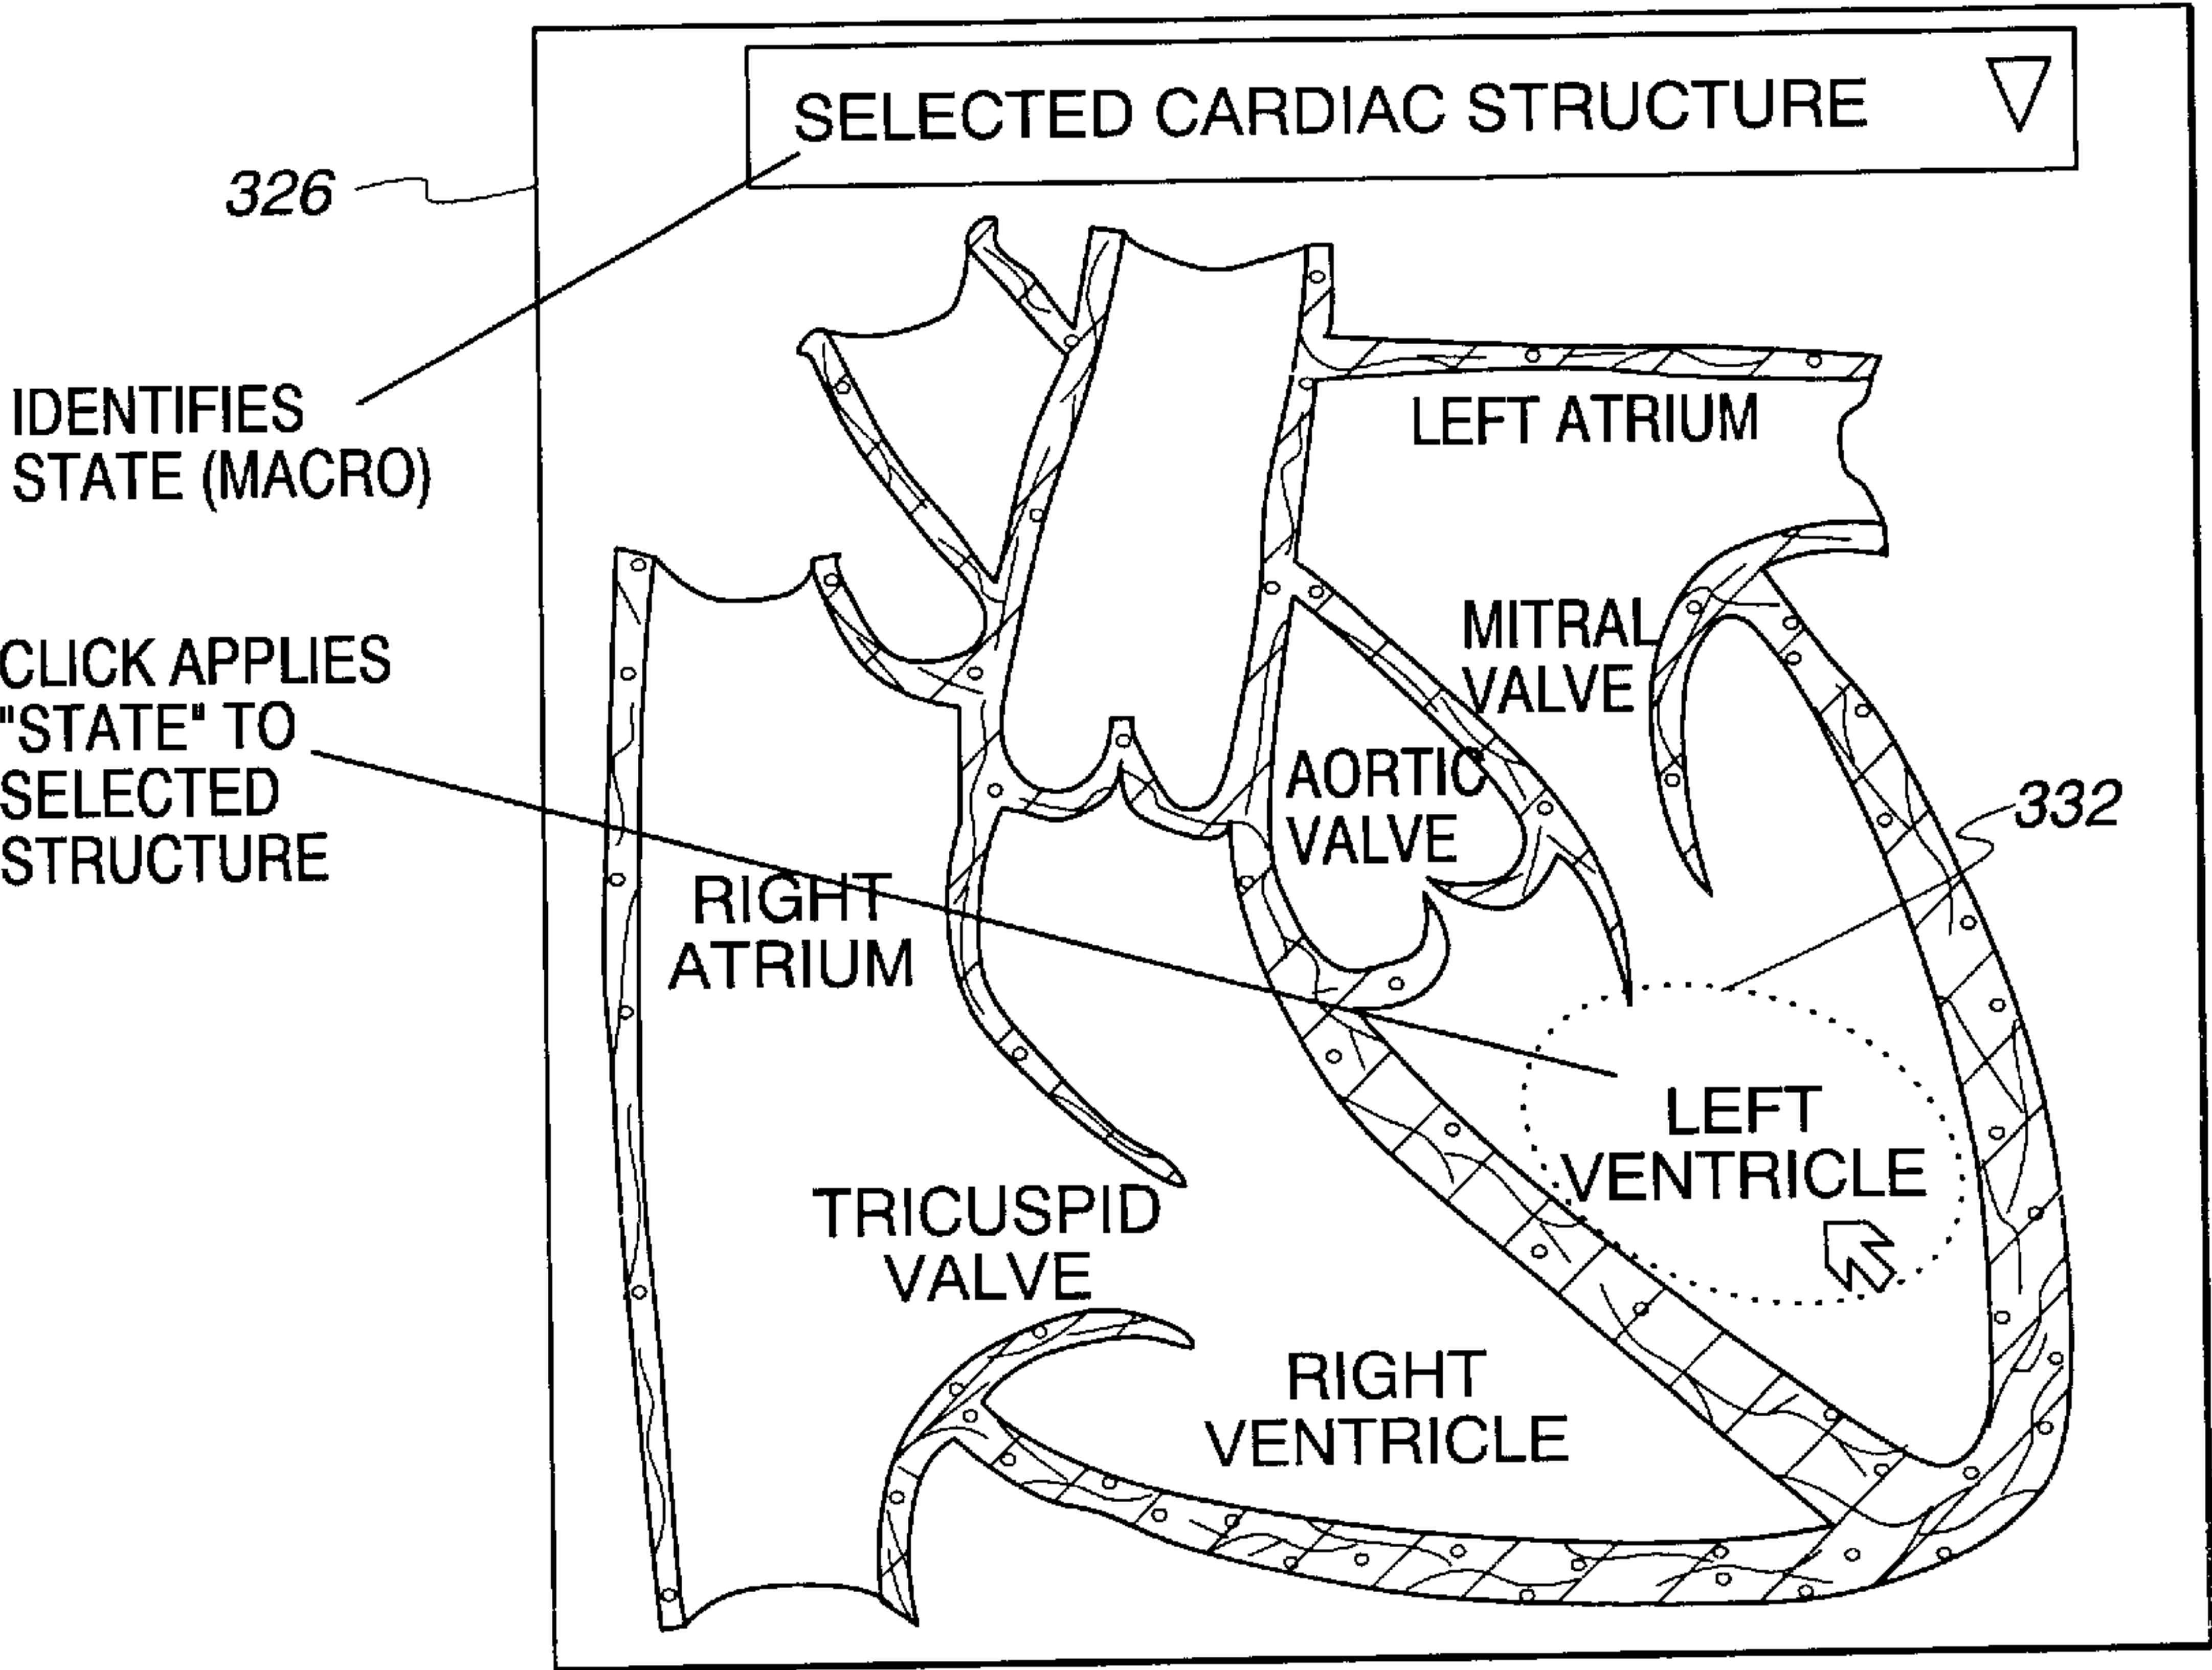 SELECTED CARDIAC STRUCTURE
326
IDENTIFIES
STATE (MACRO)
LEFT ATRIUM
CLICK APPLIES
"STATE" TO
SELECTED
STRUCTURE
MITRAL
VALVE
AORTIC
VALVE
332
RIGHT
ATRIUM
LEFT
VENTRICLE
TRICUSPID
VALVE
RIGHT
VENTRICLE